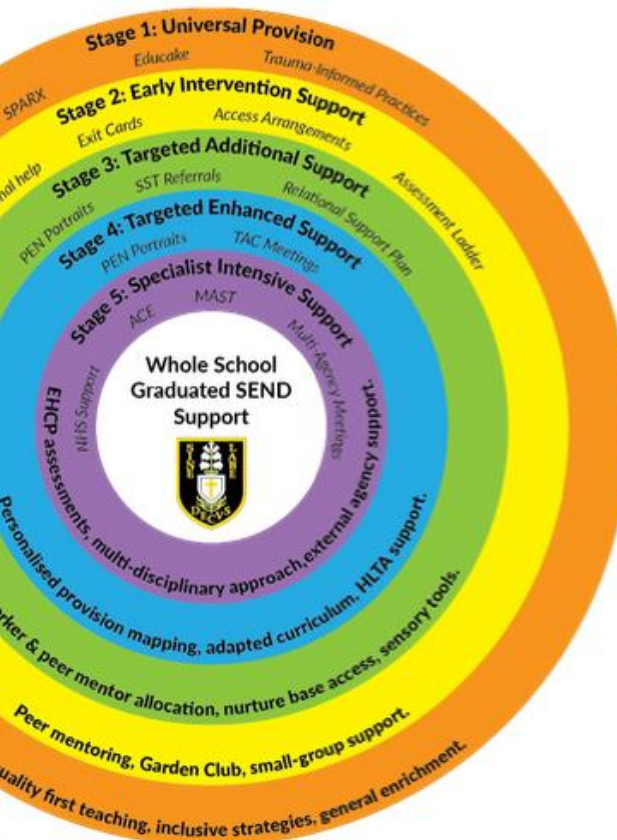 Stage 1: Universal Provision
SPARX
Educake
Trauma-Informed Practices
Stage 2: Early Intervention Support
help
Exit Cards
Access Arrangements
Assessment Ladder
Stage 3: Targeted Additional Support
PEN Portraits
SST Referrals
Relational Support Plan
Stage 4: Targeted Enhanced Support
PEN Portraits
TAC Meetings
Stage 5: Specialist Intensive Support
NHS Support
ACE
MAST
Multi-Agency Meetings
Whole School
Graduated SEND
Support
SINE
LABE
DECVS
EHCP assessments, multi-disciplinary approach,external agency support.
Personalised provision mapping, adapted curriculum, HLTA support.
& peer mentor allocation, nurture base access, sensory tools.
Peer mentoring, Garden Club, small-group support.
first teaching, inclusive strategies, general enrichment.